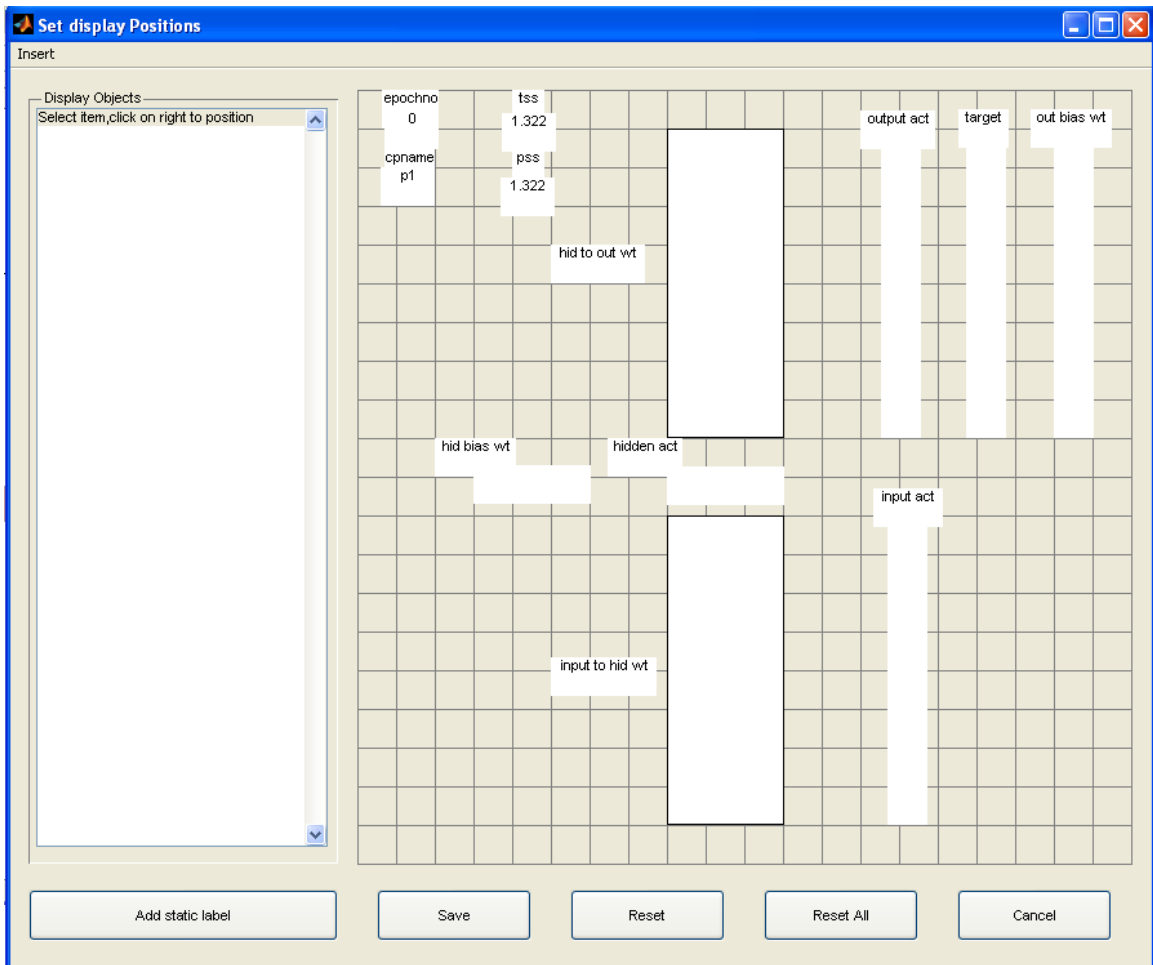 Set display Positions
Insert
Display Objects
Select item,click on right to position
epochno
0
tss
1.322
cpname
p1
pss
1.322
output act
target
out bias wt
hid to out wt
hid bias wt
hidden act
input act
input to hid wt
Add static label
Save
Reset
Reset All
Cancel